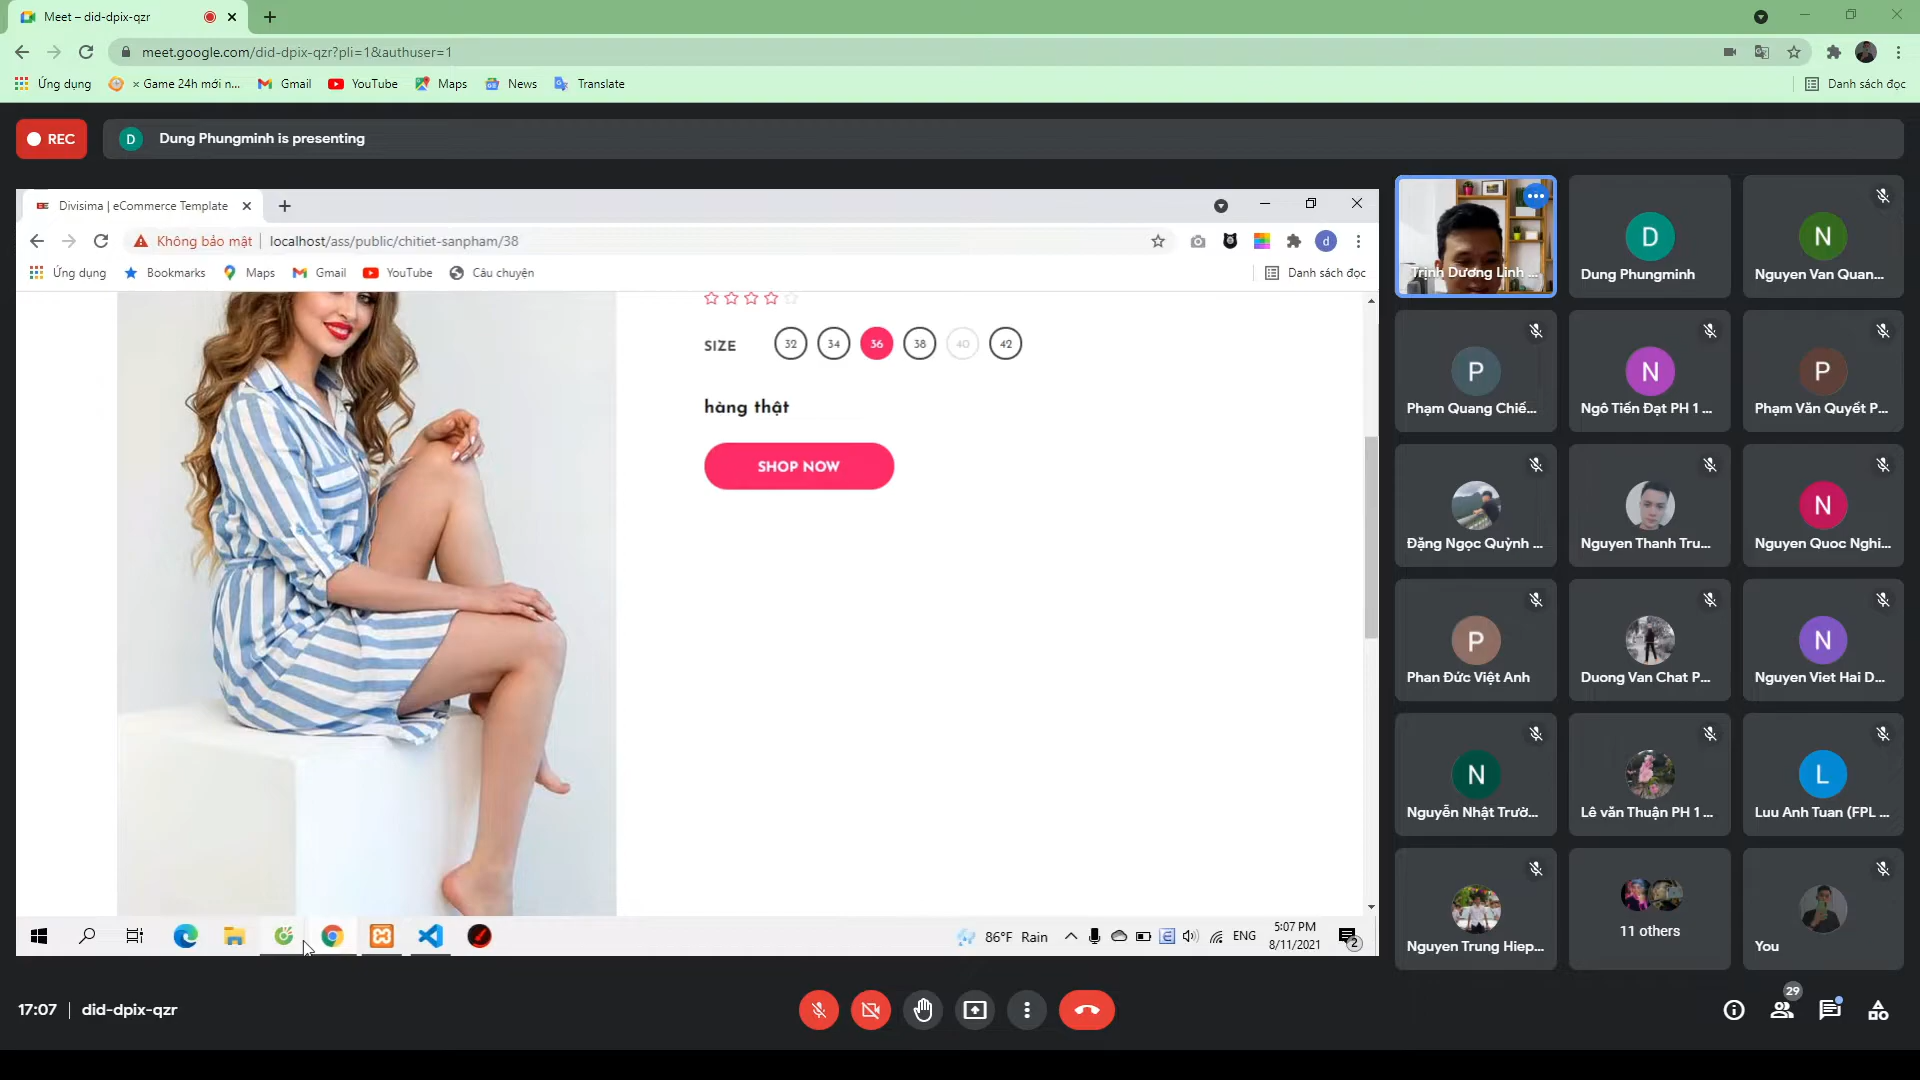 Meet – did-dpix-qzr
meet.google.com/did-dpix-qzr?pli=1&authuser=1
Ứng dụng × Game 24h mới n... Gmail YouTube Maps News Translate Danh sách đọc
REC D Dung Phungminh is presenting
Divisima | eCommerce Template
Không bảo mật localhost/ass/public/chitiet-sanpham/38 d
Ứng dụng Bookmarks Maps Gmail YouTube Câu chuyện Danh sách đọc
SIZE 32 34 36 38 40 42
hàng thật
SHOP NOW
86°F Rain ENG 5:07 PM
8/11/2021 2
Trịnh Dương Linh ...
D
Dung Phungminh
N
Nguyen Van Quan...
P
Phạm Quang Chiế...
N
Ngô Tiến Đạt PH 1 ...
P
Phạm Văn Quyết P...
Đặng Ngọc Quỳnh ...
Nguyen Thanh Tru...
N
Nguyen Quoc Nghi...
P
Phan Đức Việt Anh
Duong Van Chat P...
N
Nguyen Viet Hai D...
N
Nguyễn Nhật Trườ...
Lê văn Thuận PH 1 ...
L
Luu Anh Tuan (FPL ...
Nguyen Trung Hiep...
11 others
You
17:07 | did-dpix-qzr
29